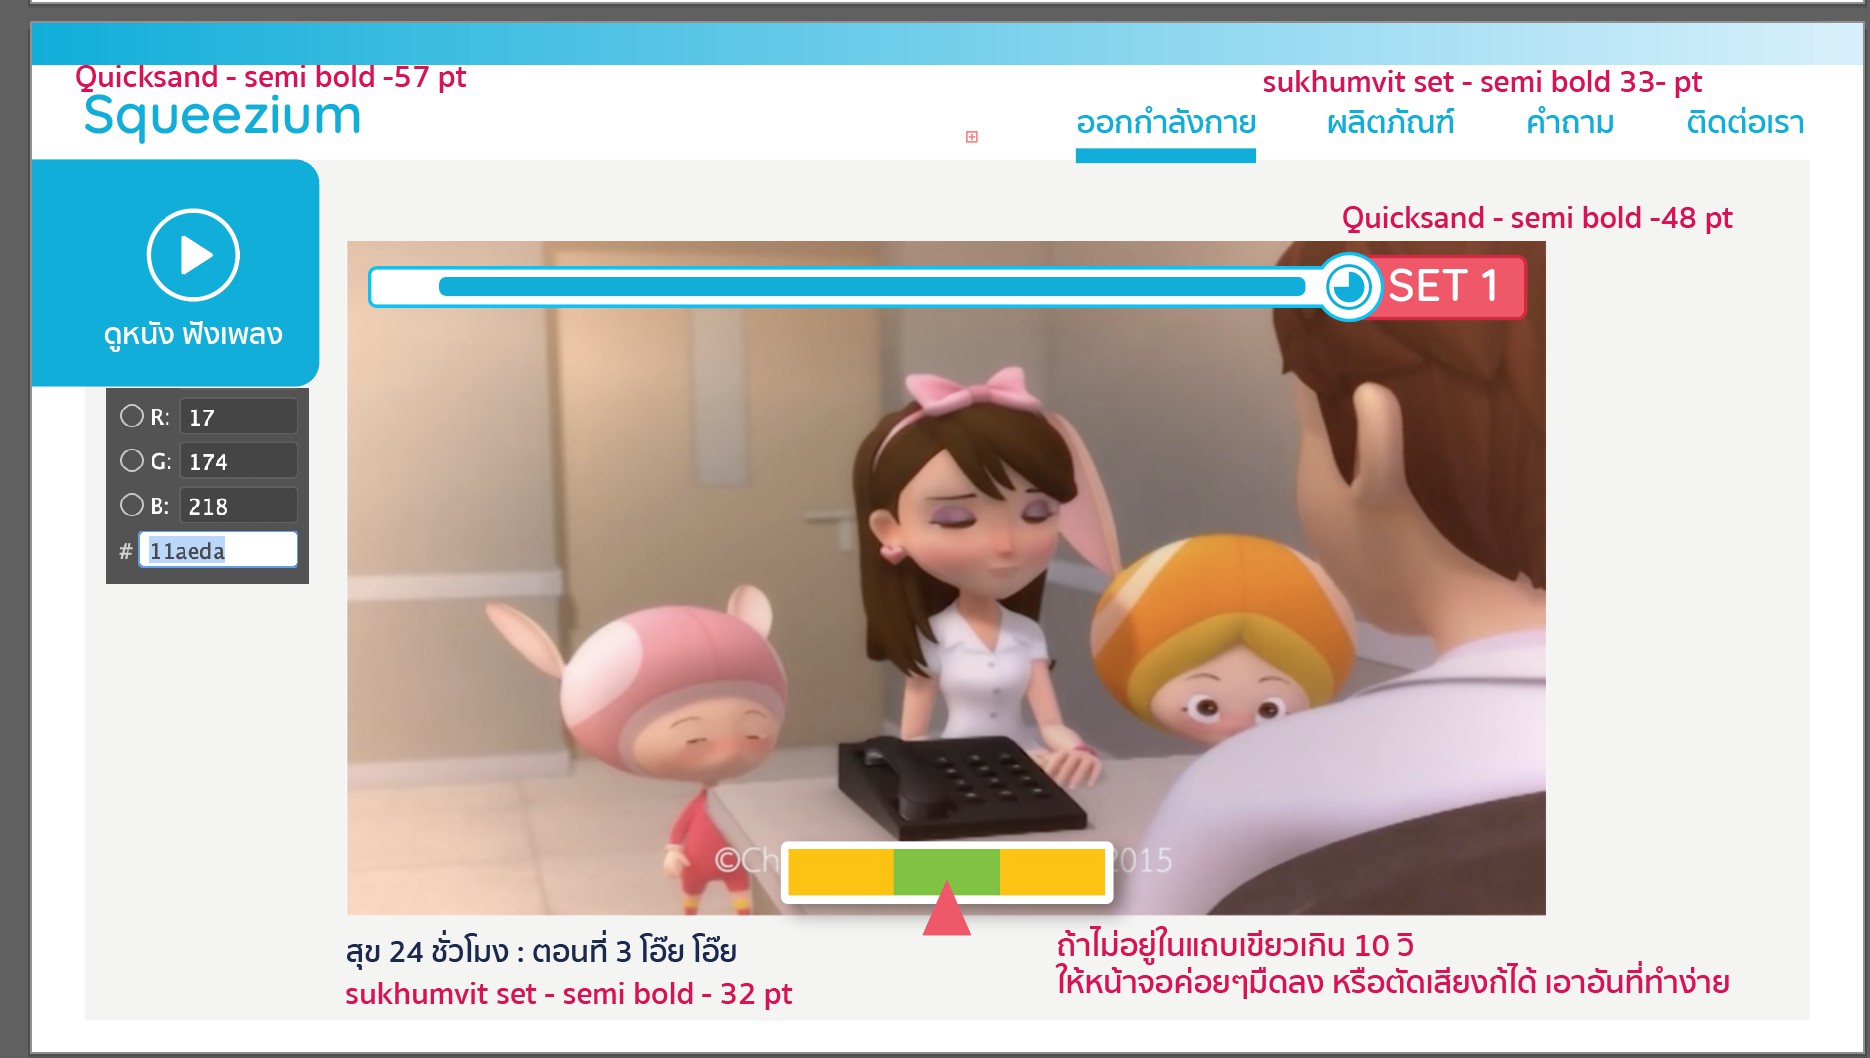 Quicksand - semi bold -57 pt
sukhumvit set - semi bold 33- pt
Squeezium
ออกกำลังกาย
ผลิตภัณฑ์
คำถาม
ติดต่อเรา
Quicksand - semi bold -48 pt
SET 1
ดูหนัง ฟังเพลง
R: 17
G: 174
B: 218
# 11aeda
©Ch
2015
สุข 24 ชั่วโมง : ตอนที่ 3 โอ๊ย โอ๊ย
sukhumvit set - semi bold - 32 pt
ถ้าไม่อยู่ในแถบเขียวเกิน 10 วิ
ให้หน้าจอค่อยๆมืดลง หรือตัดเสียงก้ได้ เอาอันที่ทำง่าย